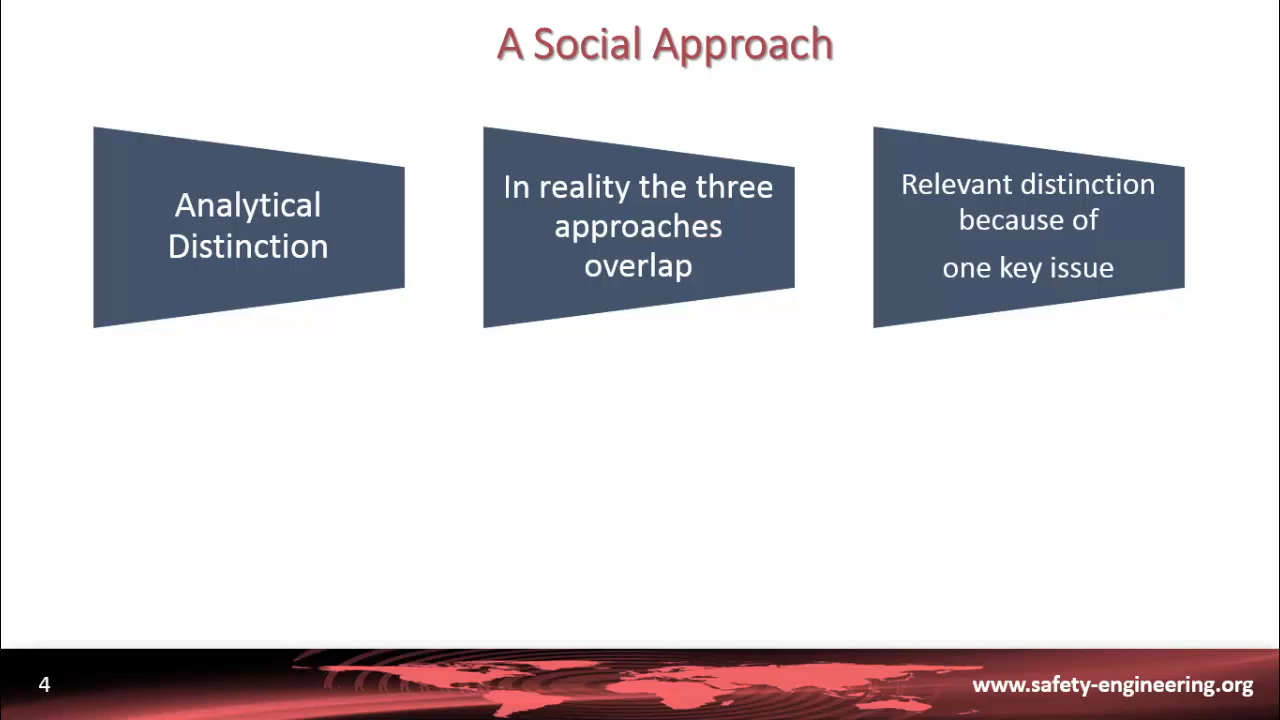 A Social Approach
Analytical
Distinction
In reality the three
approaches
overlap
Relevant distinction
because of
one key issue
4
www.safety-engineering.org